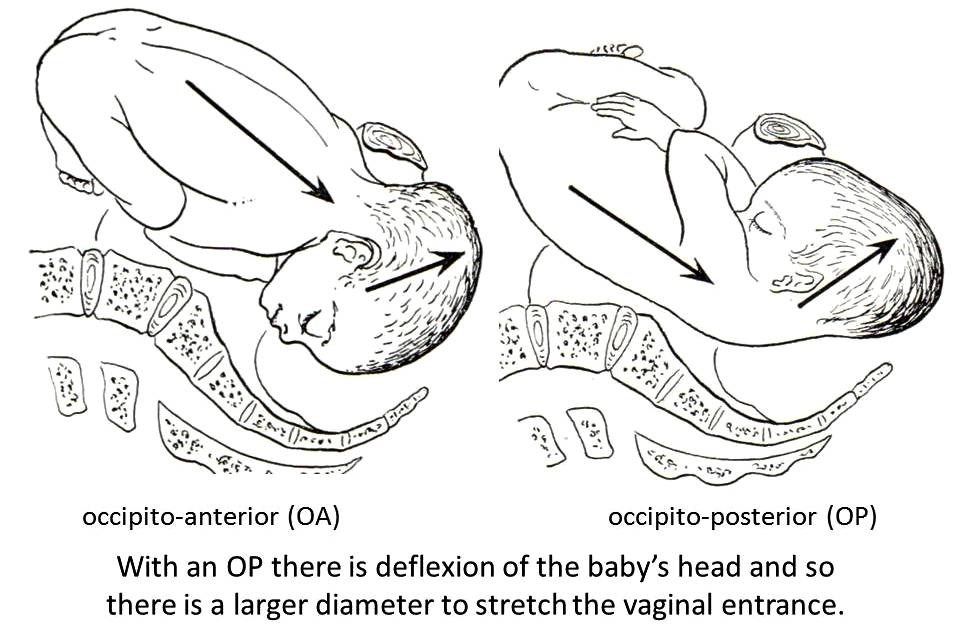 occipito-anterior (OA)
occipito-posterior (OP)
With an OP there is deflexion of the baby's head and so
there is a larger diameter to stretch the vaginal entrance.